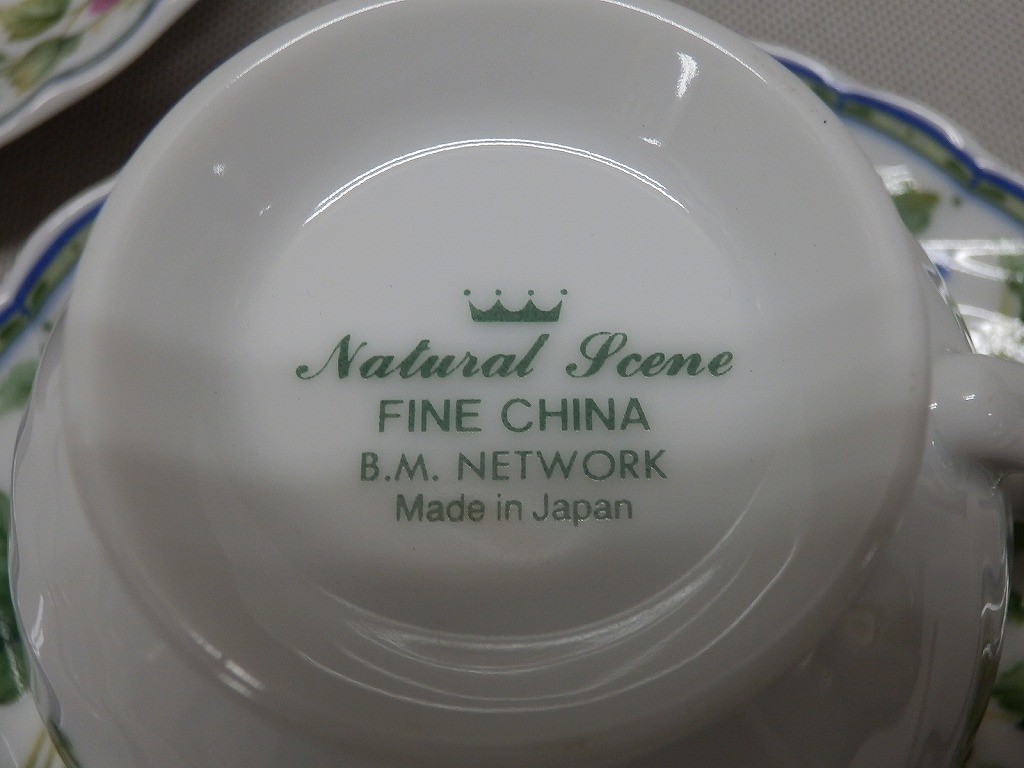 Natural Scene
FINE CHINA
B.M. NETWORK
Made in Japan